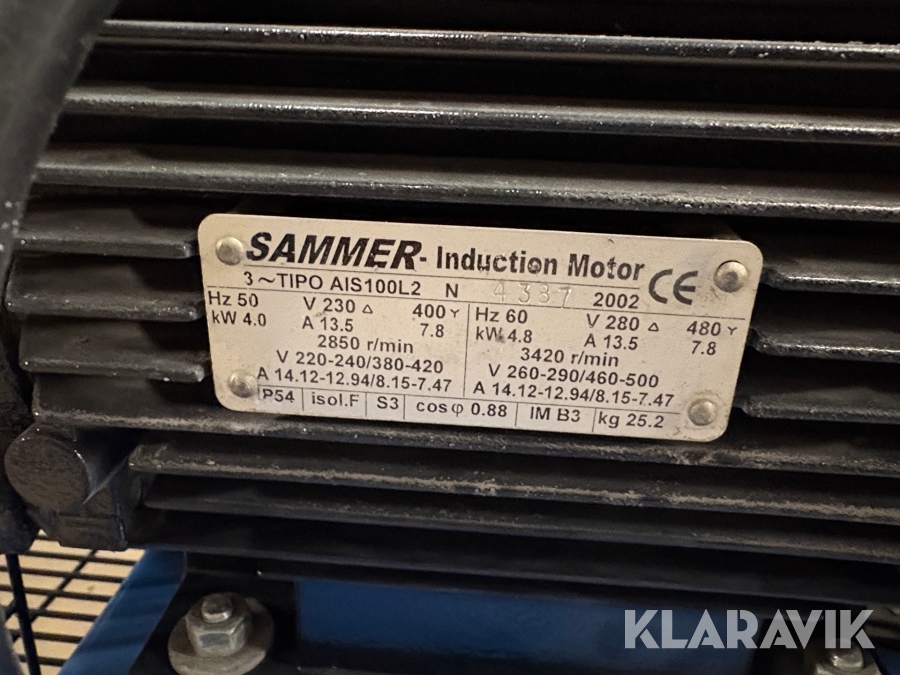 SAMMER- Induction Motor CE
3~TIPO AIS100L2 N 4337 2002
Hz 50 V 230 Δ 400 Y
kW 4.0 A 13.5 7.8
2850 r/min
V 220-240/380-420
A 14.12-12.94/8.15-7.47
Hz 60 V 280 Δ 480 Y
kW 4.8 A 13.5 7.8
3420 r/min
V 260-290/460-500
A 14.12-12.94/8.15-7.47
P54 isol.F S3 cosφ 0.88 IM B3 kg 25.2
KLARAVIK